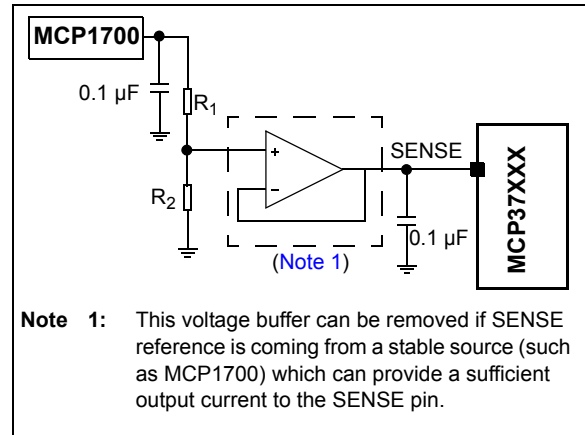 MCP1700
0.1 µF
R1
R2
+
–
SENSE
0.1 µF
MCP37XXX
(Note 1)
Note 1: This voltage buffer can be removed if SENSE
reference is coming from a stable source (such
as MCP1700) which can provide a sufficient
output current to the SENSE pin.